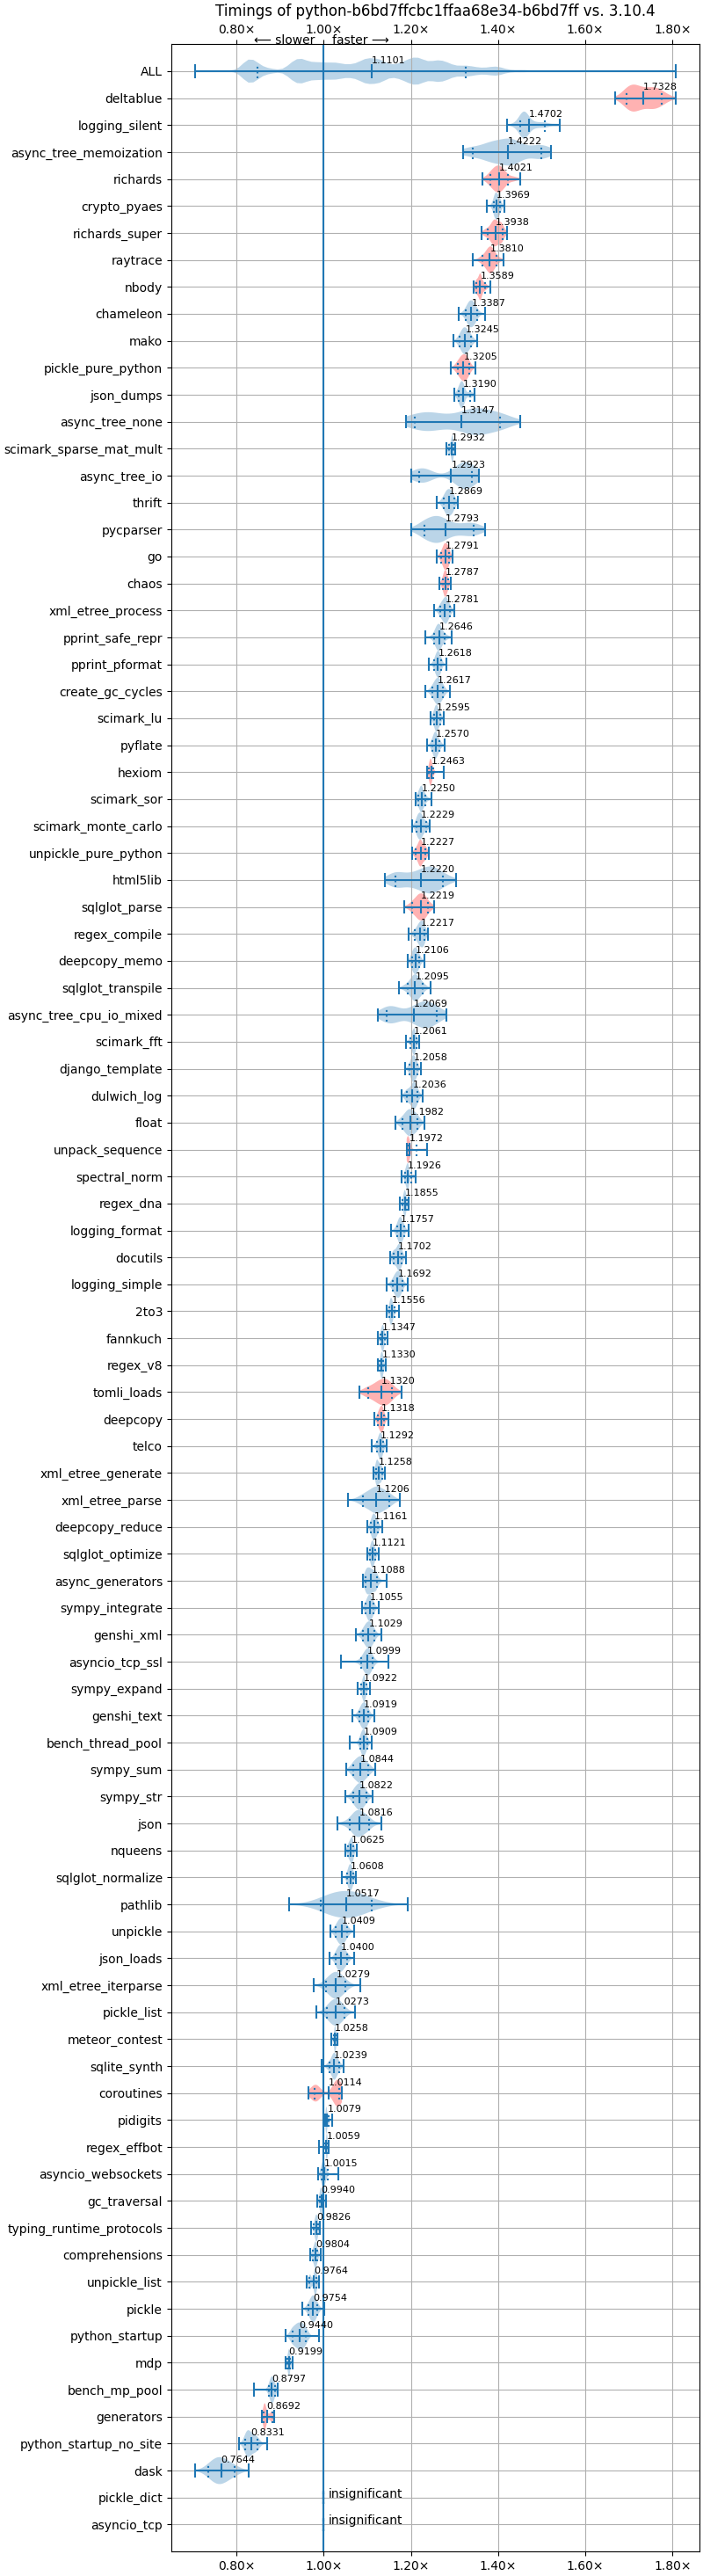 Timings of python-b6bd7ffcbc1ffaa68e34-b6bd7ff vs. 3.10.4
0.80× 1.00× 1.20× 1.40× 1.60× 1.80×
⟵ slower faster ⟶
ALL 1.1101
deltablue 1.7328
logging_silent 1.4702
async_tree_memoization 1.4222
richards 1.4021
crypto_pyaes 1.3969
richards_super 1.3938
raytrace 1.3810
nbody 1.3589
chameleon 1.3387
mako 1.3245
pickle_pure_python 1.3205
json_dumps 1.3190
async_tree_none 1.3147
scimark_sparse_mat_mult 1.2932
async_tree_io 1.2923
thrift 1.2869
pycparser 1.2793
go 1.2791
chaos 1.2787
xml_etree_process 1.2781
pprint_safe_repr 1.2646
pprint_pformat 1.2618
create_gc_cycles 1.2617
scimark_lu 1.2595
pyflate 1.2570
hexiom 1.2463
scimark_sor 1.2250
scimark_monte_carlo 1.2229
unpickle_pure_python 1.2227
html5lib 1.2220
sqlglot_parse 1.2219
regex_compile 1.2217
deepcopy_memo 1.2106
sqlglot_transpile 1.2095
async_tree_cpu_io_mixed 1.2069
scimark_fft 1.2061
django_template 1.2058
dulwich_log 1.2036
float 1.1982
unpack_sequence 1.1972
spectral_norm 1.1926
regex_dna 1.1855
logging_format 1.1757
docutils 1.1702
logging_simple 1.1692
2to3 1.1556
fannkuch 1.1347
regex_v8 1.1330
tomli_loads 1.1320
deepcopy 1.1318
telco 1.1292
xml_etree_generate 1.1258
xml_etree_parse 1.1206
deepcopy_reduce 1.1161
sqlglot_optimize 1.1121
async_generators 1.1088
sympy_integrate 1.1055
genshi_xml 1.1029
asyncio_tcp_ssl 1.0999
sympy_expand 1.0922
genshi_text 1.0919
bench_thread_pool 1.0909
sympy_sum 1.0844
sympy_str 1.0822
json 1.0816
nqueens 1.0625
sqlglot_normalize 1.0608
pathlib 1.0517
unpickle 1.0409
json_loads 1.0400
xml_etree_iterparse 1.0279
pickle_list 1.0273
meteor_contest 1.0258
sqlite_synth 1.0239
coroutines 1.0114
pidigits 1.0079
regex_effbot 1.0059
asyncio_websockets 1.0015
gc_traversal 0.9940
typing_runtime_protocols 0.9826
comprehensions 0.9804
unpickle_list 0.9764
pickle 0.9754
python_startup 0.9440
mdp 0.9199
bench_mp_pool 0.8797
generators 0.8692
python_startup_no_site 0.8331
dask 0.7644
pickle_dict insignificant
asyncio_tcp insignificant
0.80× 1.00× 1.20× 1.40× 1.60× 1.80×